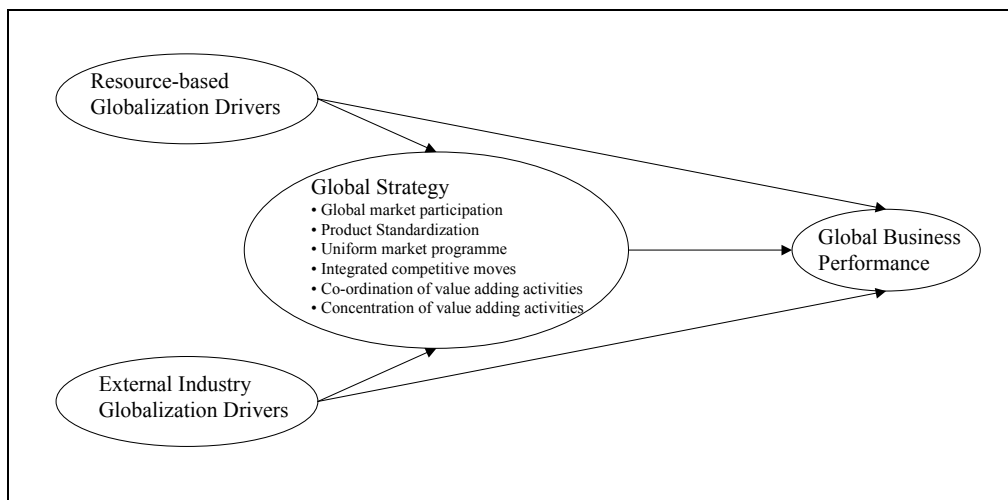 Resource-based
Globalization Drivers
Global Strategy
• Global market participation
• Product Standardization
• Uniform market programme
• Integrated competitive moves
• Co-ordination of value adding activities
• Concentration of value adding activities
Global Business
Performance
External Industry
Globalization Drivers